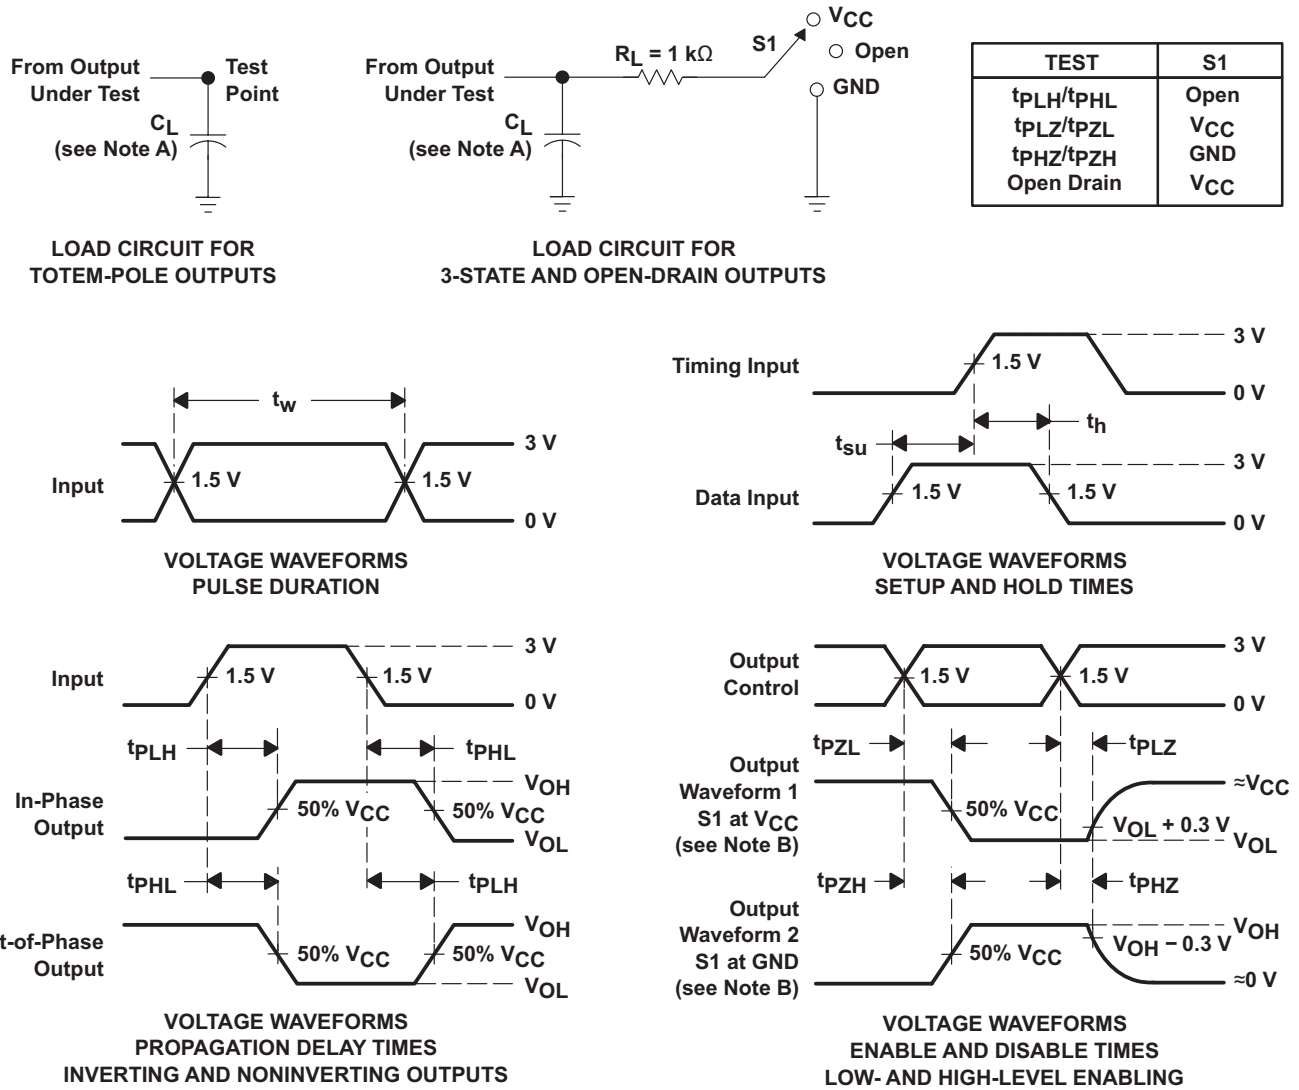 From Output
Under Test
Test
Point
CL
(see Note A)
LOAD CIRCUIT FOR
TOTEM-POLE OUTPUTS
From Output
Under Test
CL
(see Note A)
RL = 1 kΩ
S1
VCC
Open
GND
LOAD CIRCUIT FOR
3-STATE AND OPEN-DRAIN OUTPUTS
TEST S1
tPLH/tPHL Open
tPLZ/tPZL VCC
tPHZ/tPZH GND
Open Drain VCC
tw
Input
1.5 V
1.5 V
3 V
0 V
VOLTAGE WAVEFORMS
PULSE DURATION
Timing Input
1.5 V
3 V
0 V
tsu
th
Data Input
1.5 V
1.5 V
3 V
0 V
VOLTAGE WAVEFORMS
SETUP AND HOLD TIMES
Input
1.5 V
1.5 V
3 V
0 V
tPLH
tPHL
In-Phase
Output
50% VCC
50% VCC
VOH
VOL
tPHL
tPLH
t-of-Phase
Output
50% VCC
50% VCC
VOH
VOL
VOLTAGE WAVEFORMS
PROPAGATION DELAY TIMES
INVERTING AND NONINVERTING OUTPUTS
Output
Control
1.5 V
1.5 V
3 V
0 V
tPZL
tPLZ
Output
Waveform 1
S1 at VCC
(see Note B)
50% VCC
≈VCC
VOL + 0.3 V
VOL
tPZH
tPHZ
Output
Waveform 2
S1 at GND
(see Note B)
50% VCC
VOH
VOH − 0.3 V
≈0 V
VOLTAGE WAVEFORMS
ENABLE AND DISABLE TIMES
LOW- AND HIGH-LEVEL ENABLING